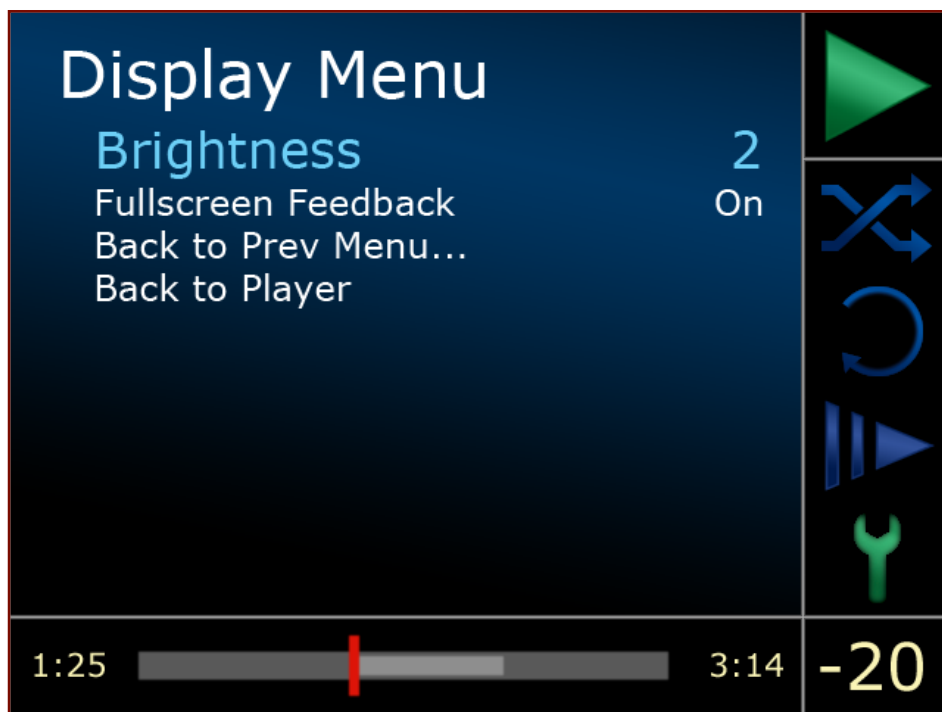 Display Menu
Brightness 2
Fullscreen Feedback On
Back to Prev Menu...
Back to Player
1:25 3:14 -20